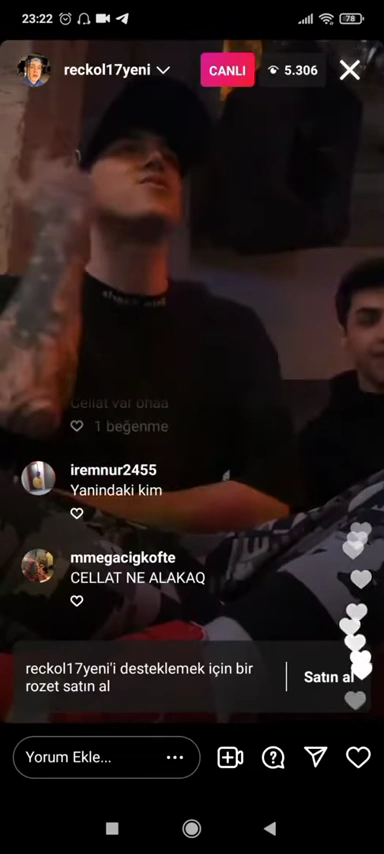 23:22
78
reckol17yeni
CANLI
5.306
Cellat var ohaa
1 beğenme
iremnur2455
Yanindaki kim
mmegacigkofte
CELLAT NE ALAKAQ
reckol17yeni'i desteklemek için bir
rozet satın al
Satın al
Yorum Ekle...